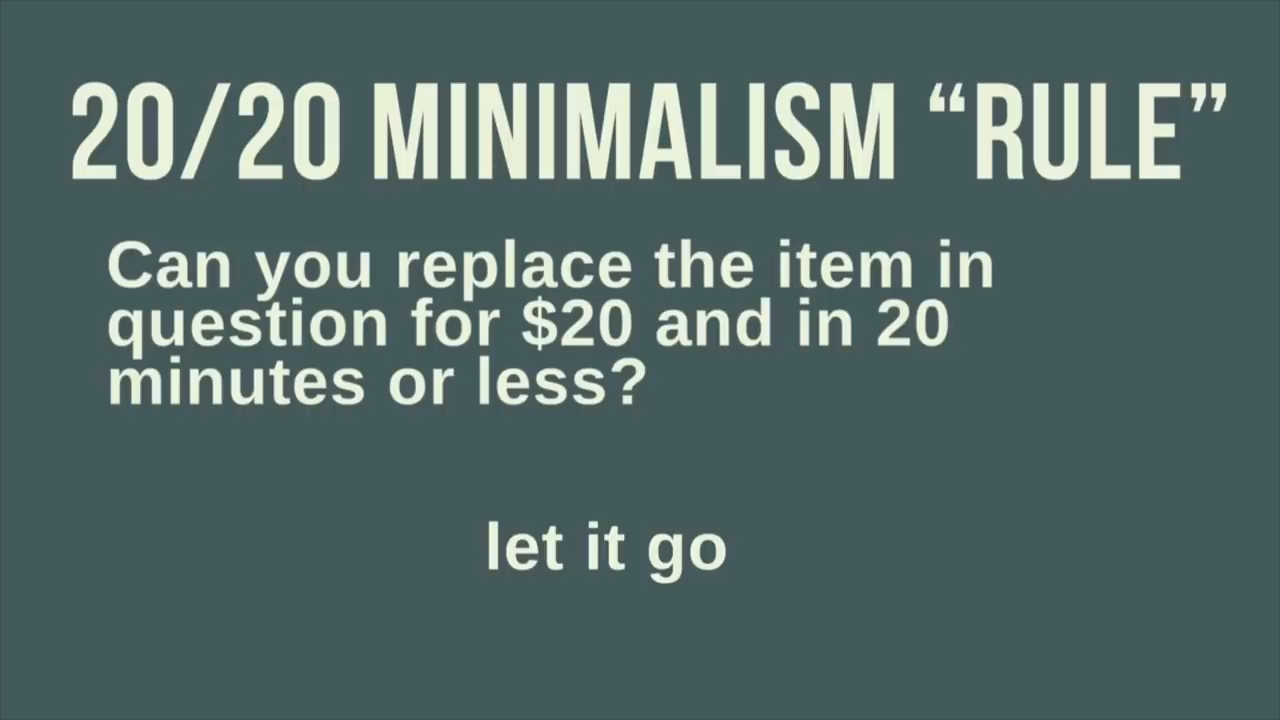 20/20 MINIMALISM “RULE”
Can you replace the item in
question for $20 and in 20
minutes or less?
let it go